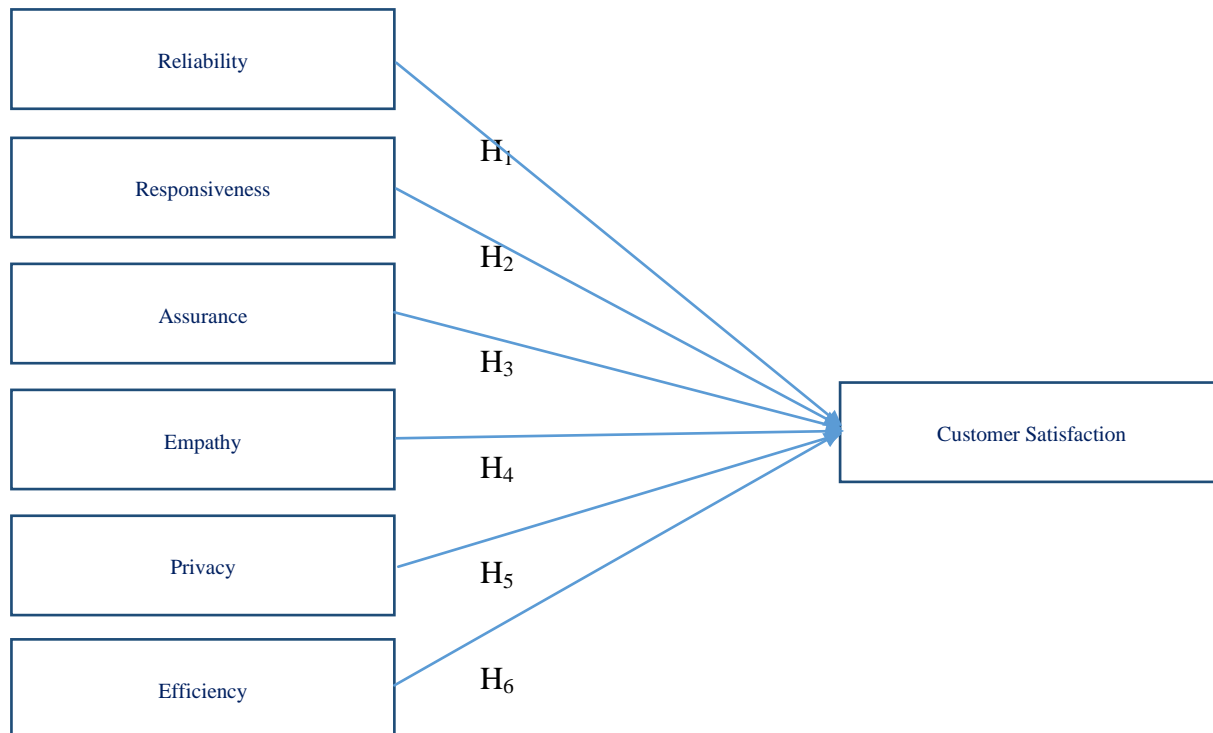 Reliability
H₁
Responsiveness
H₂
Assurance
H₃
Empathy
Customer Satisfaction
H₄
Privacy
H₅
Efficiency
H₆